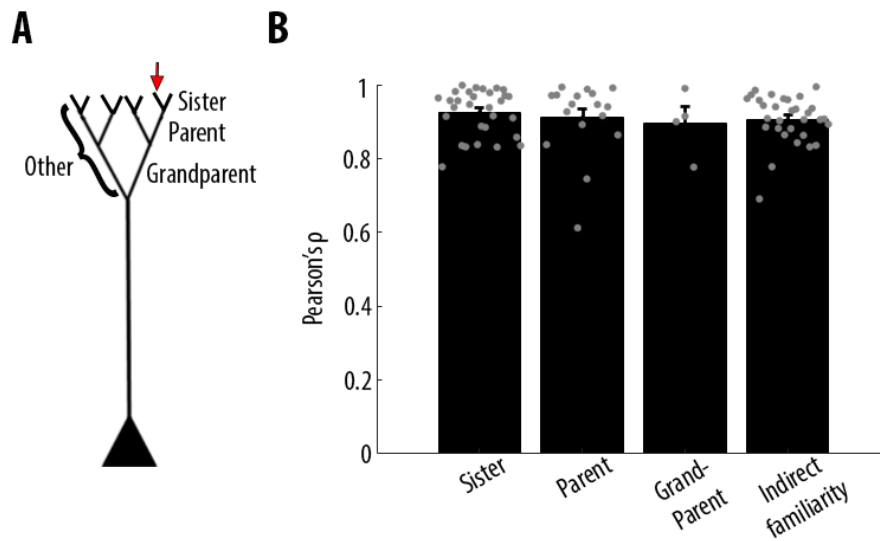 A
Sister
Parent
Other
Grandparent
B
Pearson's ρ
1
0.8
0.6
0.4
0.2
0
Sister
Parent
Grand-
Parent
Indirect
familiarity